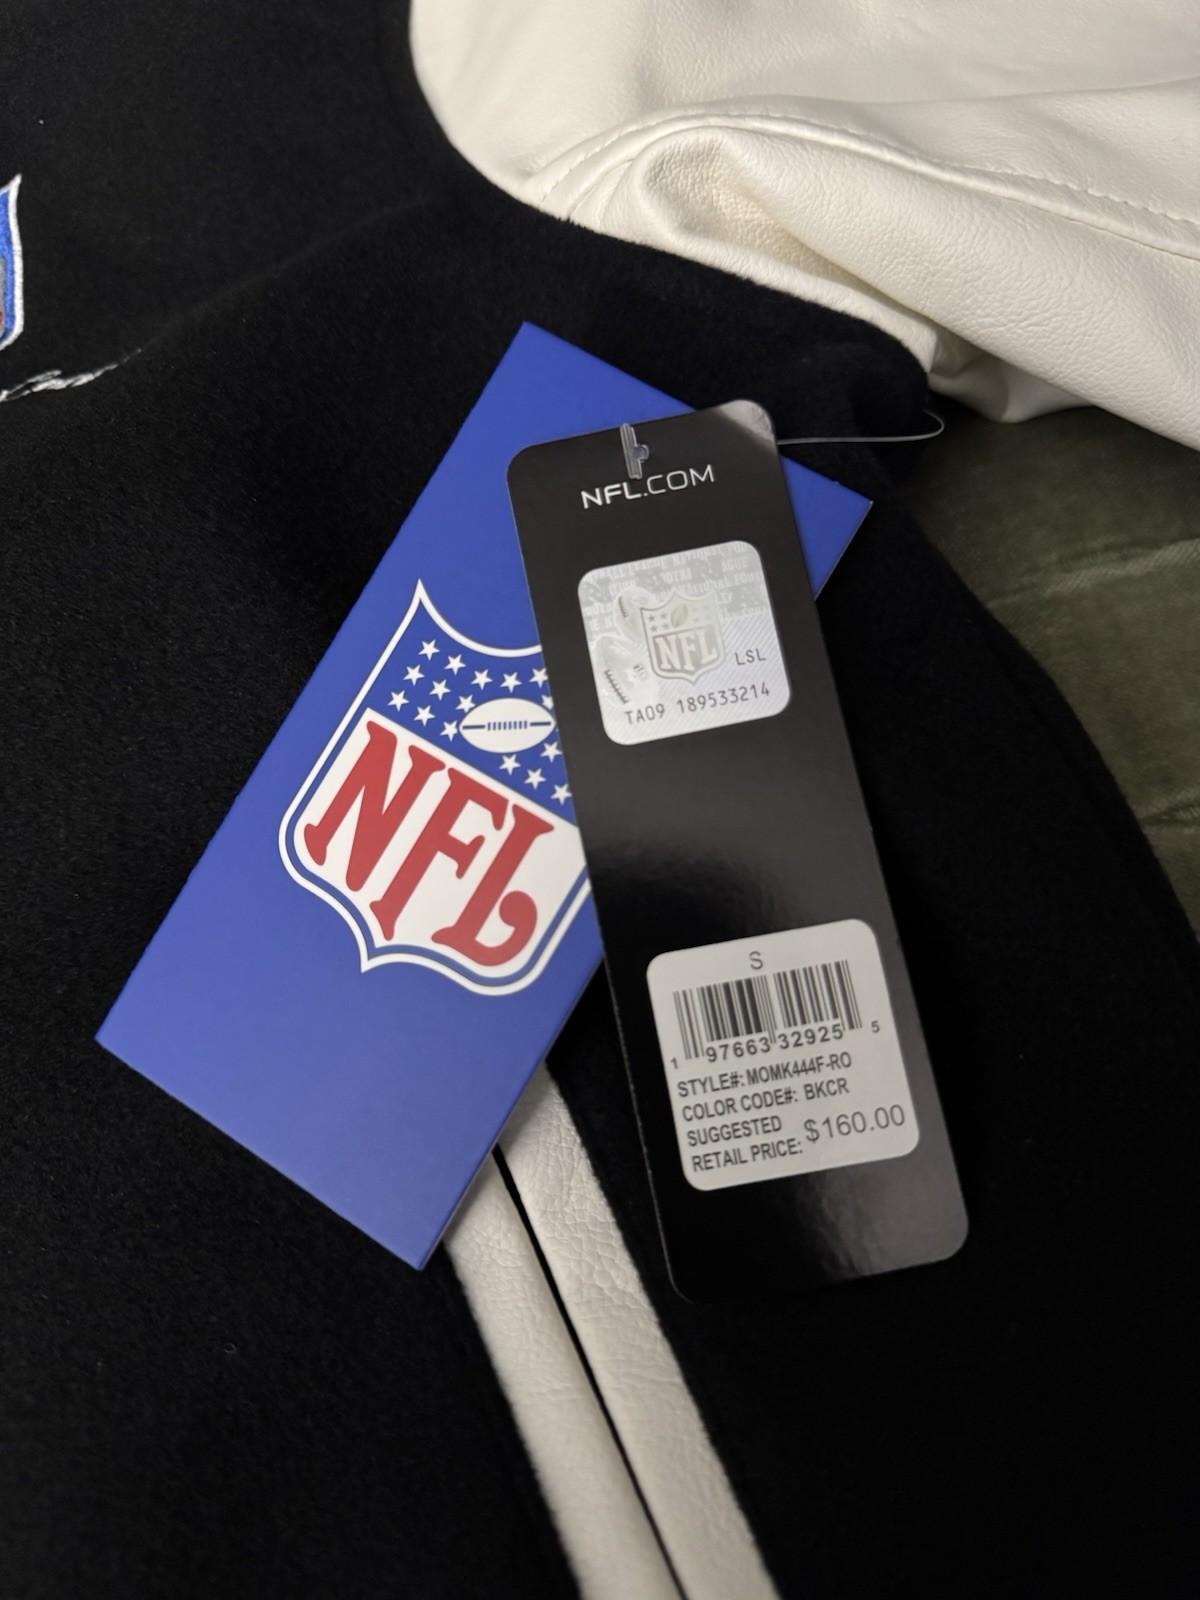 NFL.COM
NFL
LSL
TA09 189533214
NFL
S
1 97663 32925 5
STYLE#: MOMK444F-RO
COLOR CODE#: BKCR
SUGGESTED
RETAIL PRICE: $160.00